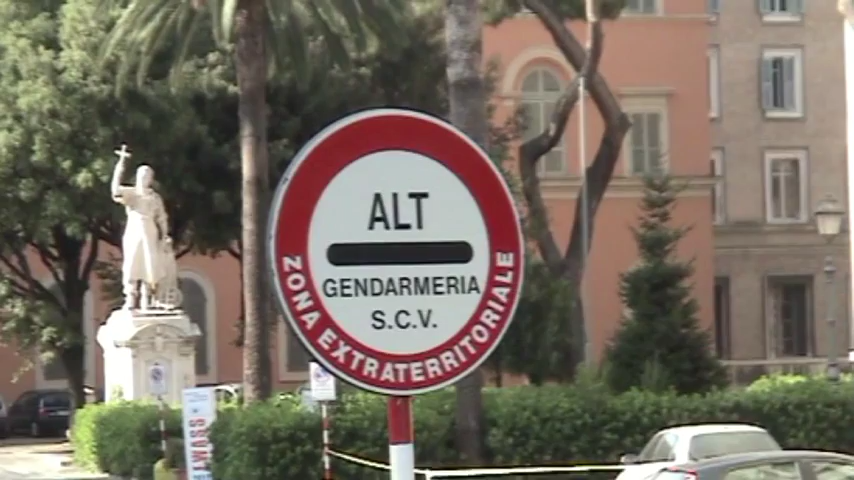 ALT
GENDARMERIA
S.C.V.
ZONA EXTRATERRITORIALE